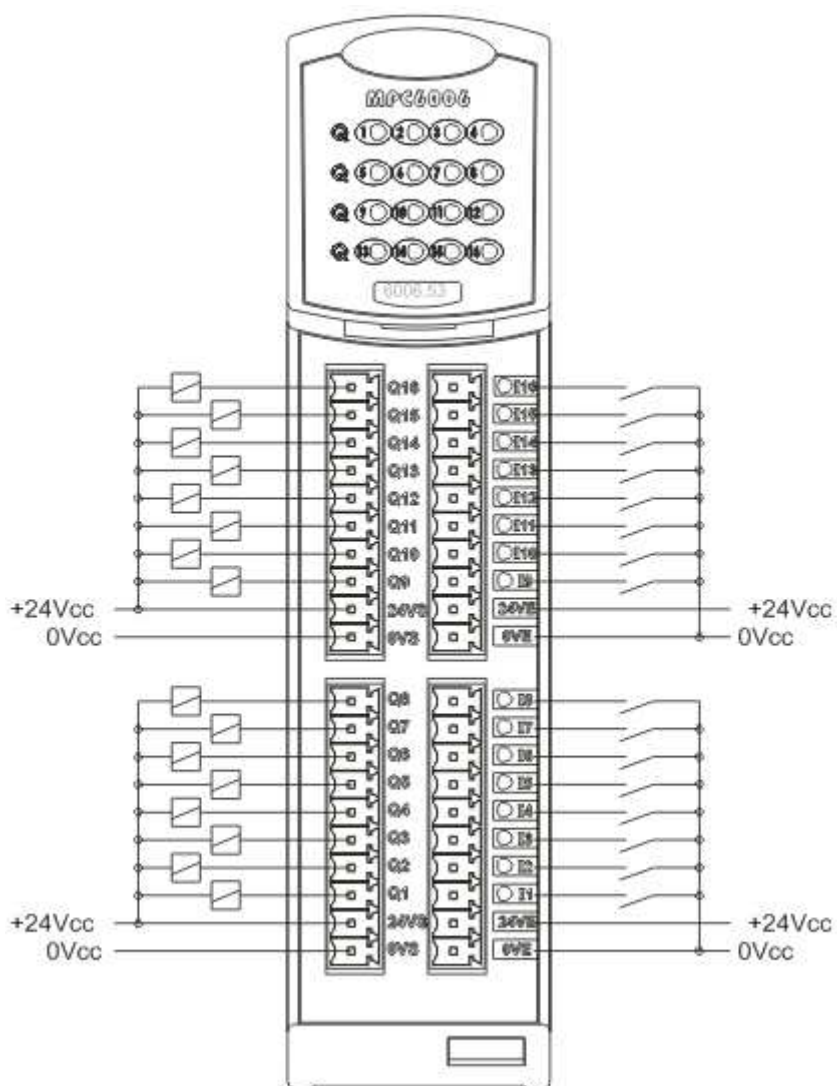 MPC6006
Q 1 2 3 4
Q 5 6 7 8
Q 9 10 11 12
Q 13 14 15 16
6006.53
Q16 I16
Q15 I15
Q14 I14
Q13 I13
Q12 I12
Q11 I11
Q10 I10
Q9 I9
+24Vcc 24VS 24VE +24Vcc
0Vcc 0VS 0VE 0Vcc
Q8 I8
Q7 I7
Q6 I6
Q5 I5
Q4 I4
Q3 I3
Q2 I2
Q1 I1
+24Vcc 24VS 24VE +24Vcc
0Vcc 0VS 0VE 0Vcc